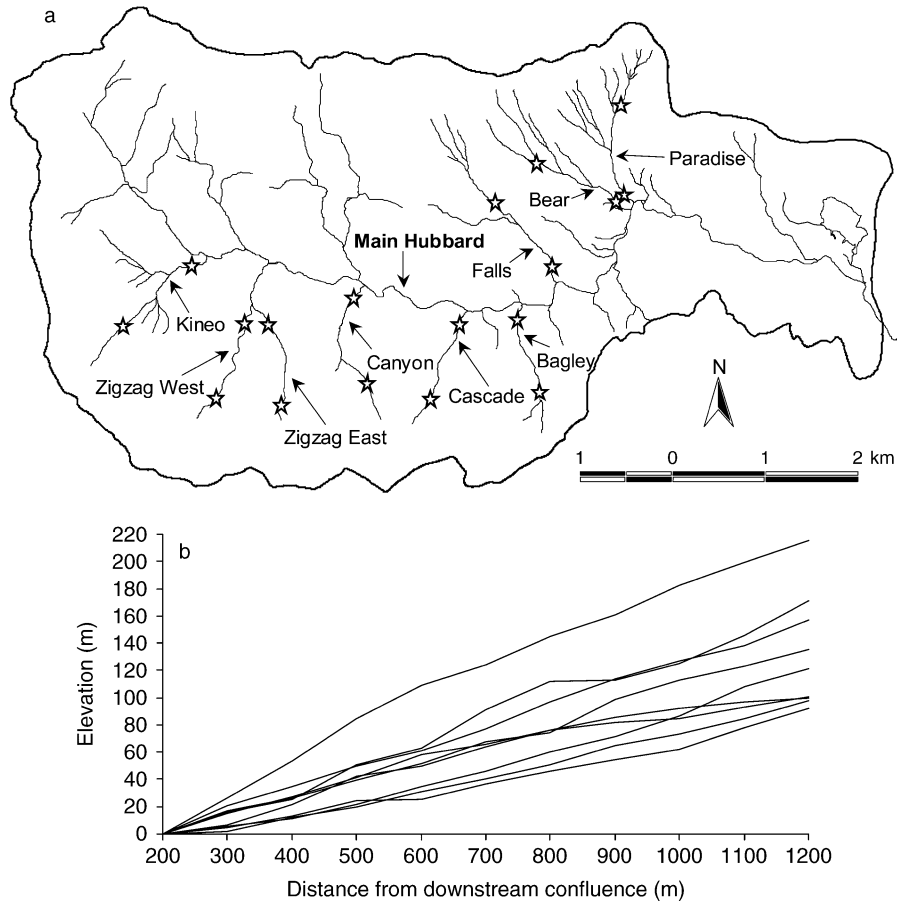 a
Paradise
Bear
Main Hubbard
Falls
Kineo
Canyon
Bagley
Zigzag West
Cascade
Zigzag East
N
1 0 1 2 km
b
220
200
180
160
140
120
100
80
60
40
20
0
Elevation (m)
200 300 400 500 600 700 800 900 1000 1100 1200
Distance from downstream confluence (m)